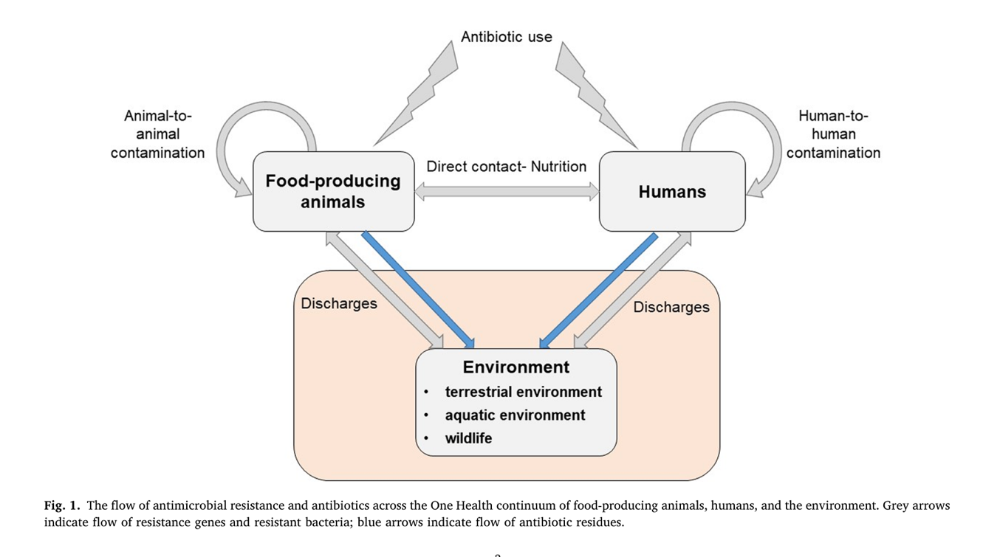 Antibiotic use
Animal-to-
animal
contamination
Human-to-
human
contamination
Direct contact- Nutrition
Food-producing
animals
Humans
Discharges
Discharges
Environment
• terrestrial environment
• aquatic environment
• wildlife
Fig. 1. The flow of antimicrobial resistance and antibiotics across the One Health continuum of food-producing animals, humans, and the environment. Grey arrows
indicate flow of resistance genes and resistant bacteria; blue arrows indicate flow of antibiotic residues.